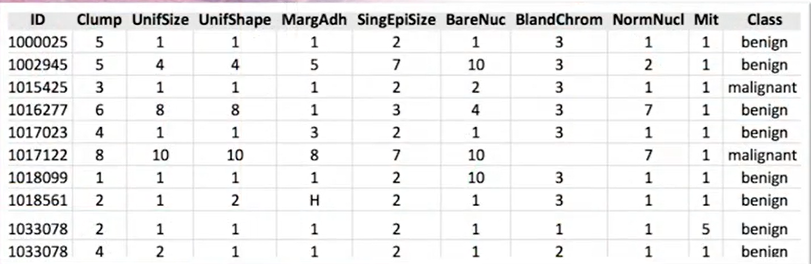 ID Clump UnifSize UnifShape MargAdh SingEpiSize BareNuc BlandChrom NormNucl Mit Class
1000025 5 1 1 1 2 1 3 1 1 benign
1002945 5 4 4 5 7 10 3 2 1 benign
1015425 3 1 1 1 2 2 3 1 1 malignant
1016277 6 8 8 1 3 4 3 7 1 benign
1017023 4 1 1 3 2 1 3 1 1 benign
1017122 8 10 10 8 7 10 7 1 malignant
1018099 1 1 1 1 2 10 3 1 1 benign
1018561 2 1 2 H 2 1 3 1 1 benign
1033078 2 1 1 1 2 1 1 1 5 benign
1033078 4 2 1 1 2 1 2 1 1 benign